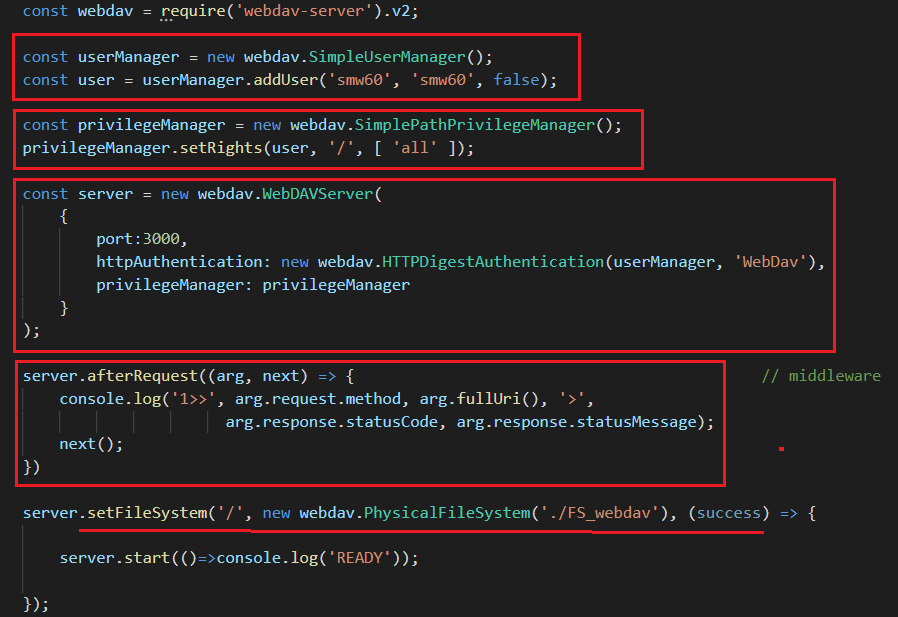 const webdav = require('webdav-server').v2;
const userManager = new webdav.SimpleUserManager();
const user = userManager.addUser('smw60', 'smw60', false);
const privilegeManager = new webdav.SimplePathPrivilegeManager();
privilegeManager.setRights(user, '/', [ 'all' ]);
const server = new webdav.WebDAVServer(
{
port:3000,
httpAuthentication: new webdav.HTTPDigestAuthentication(userManager, 'WebDav'),
privilegeManager: privilegeManager
}
);
server.afterRequest((arg, next) => { // middleware
console.log('1>>', arg.request.method, arg.fullUri(), '>',
arg.response.statusCode, arg.response.statusMessage);
next();
})
server.setFileSystem('/', new webdav.PhysicalFileSystem('./FS_webdav'), (success) => {
server.start(()=>console.log('READY'));
});